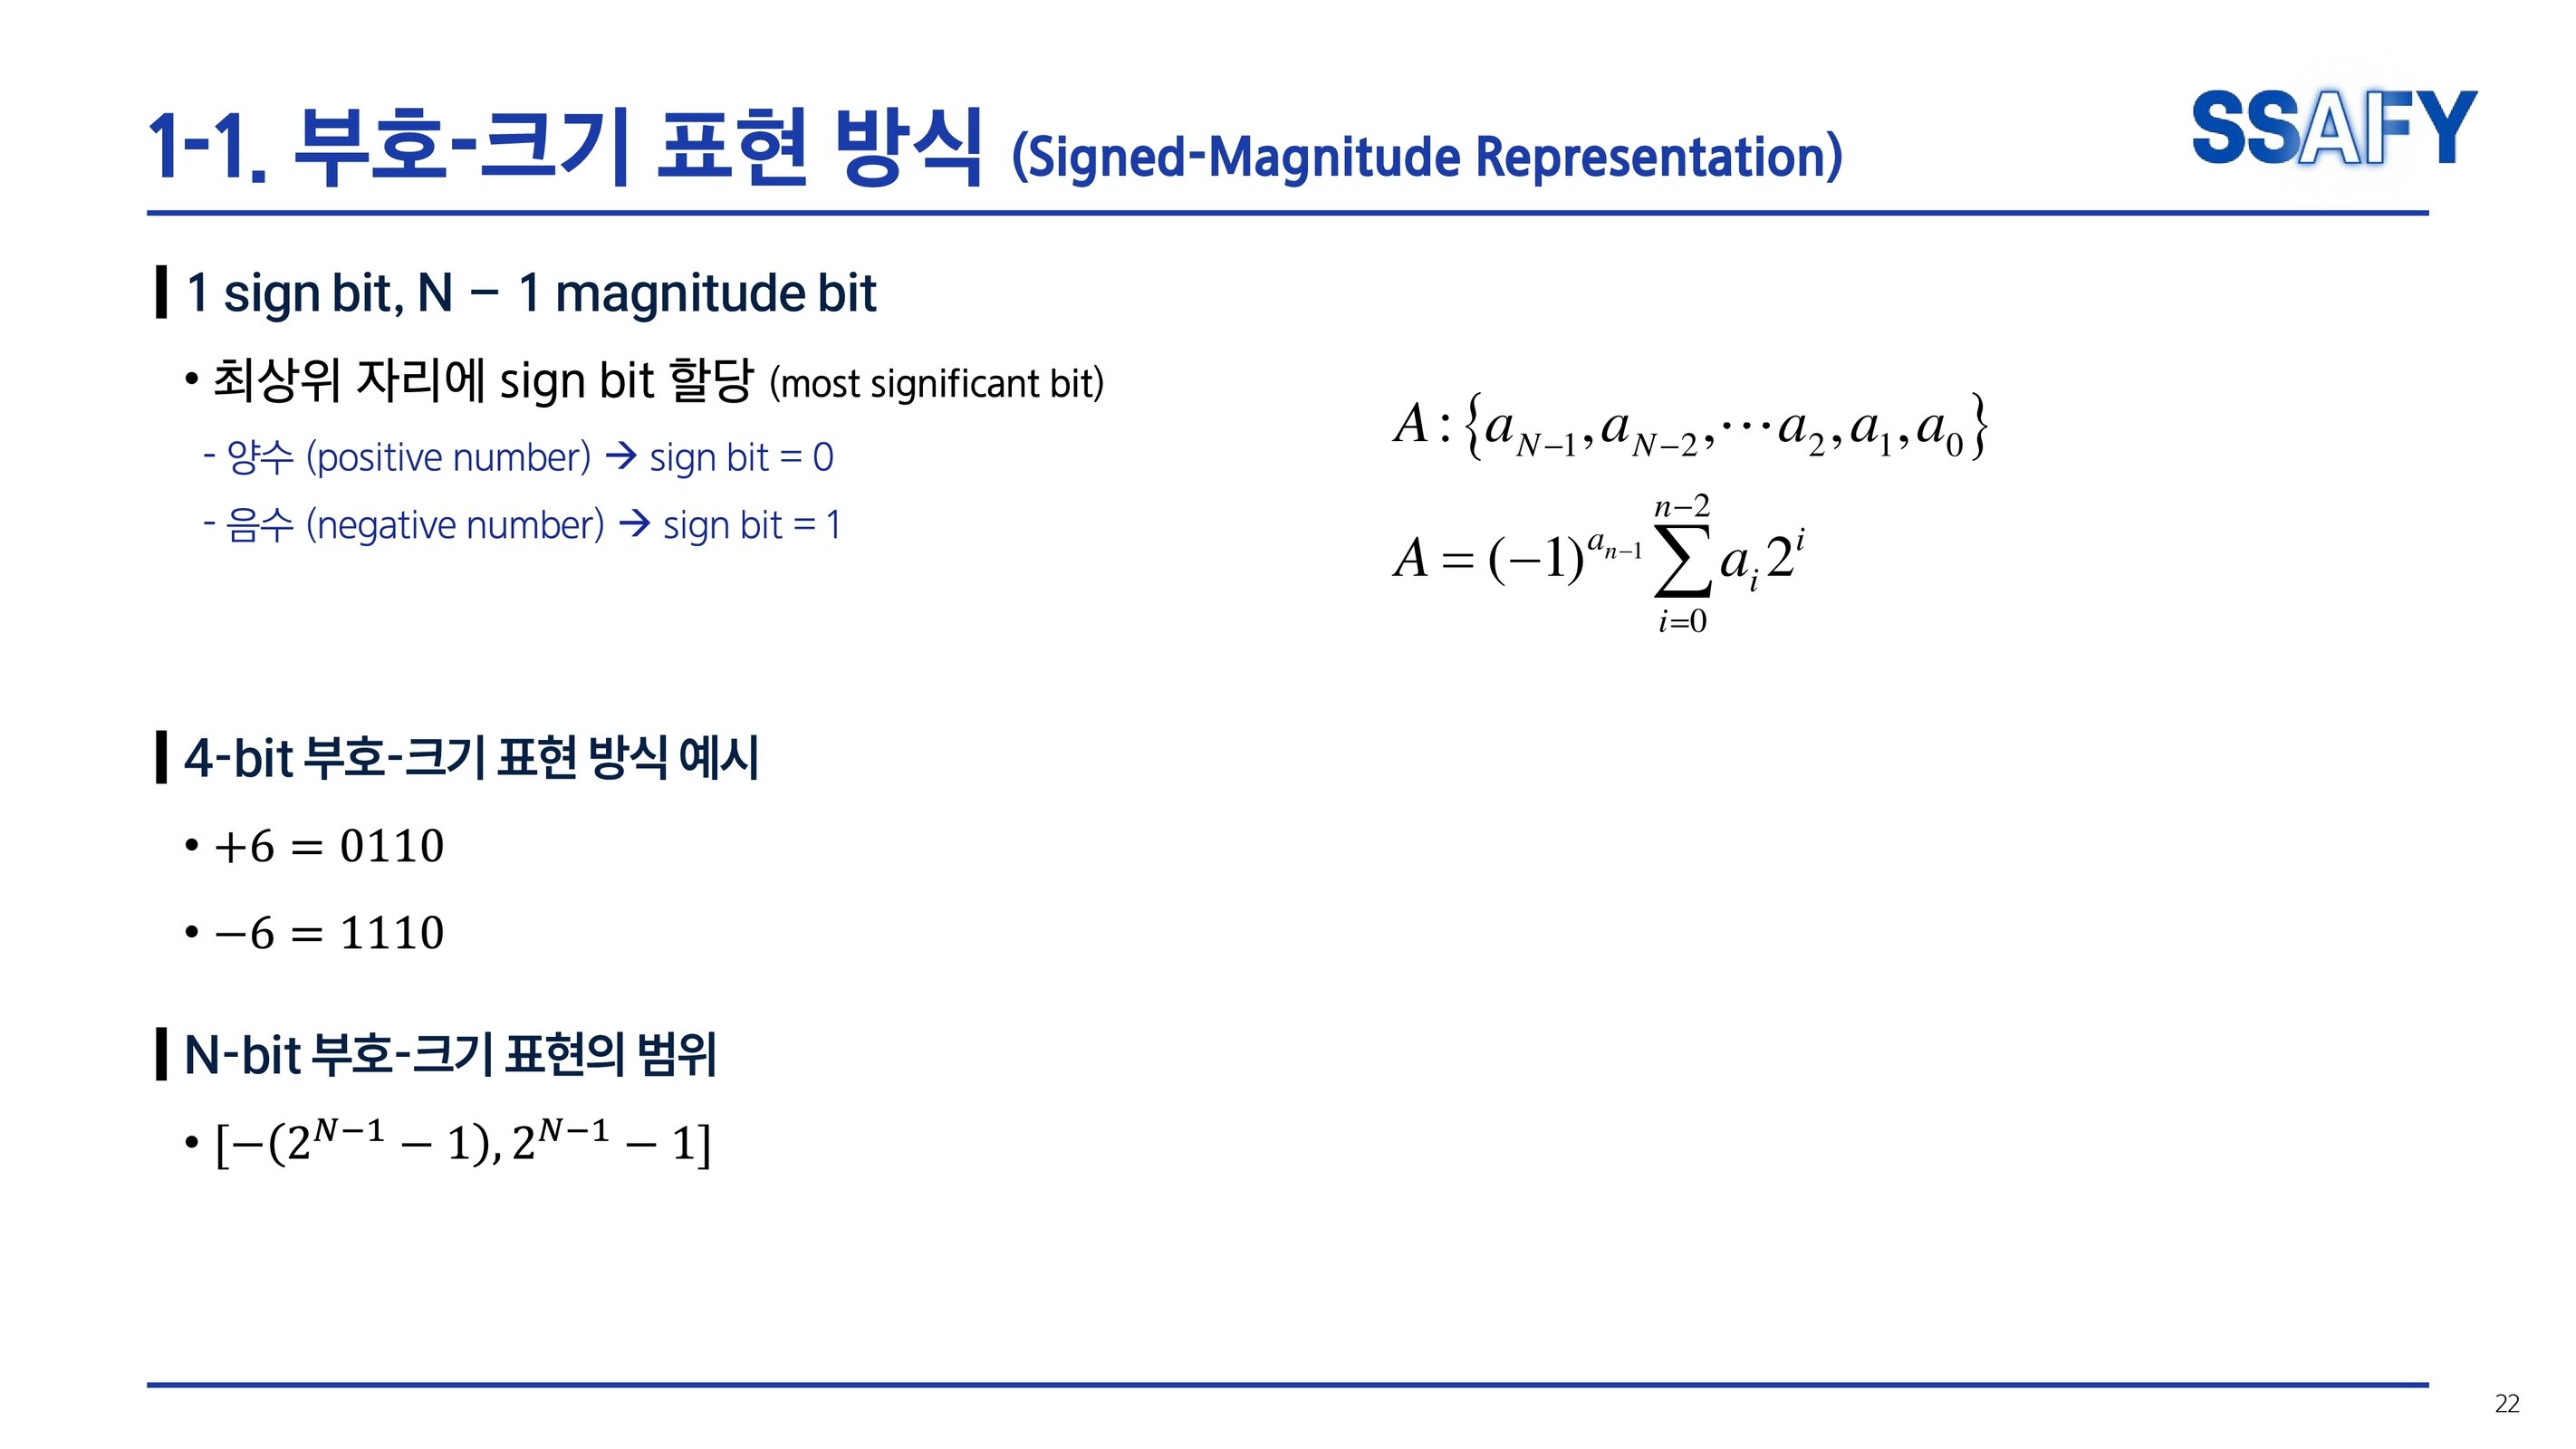 1-1. 부호-크기 표현 방식 (Signed-Magnitude Representation)
SSAFY
1 sign bit, N – 1 magnitude bit
• 최상위 자리에 sign bit 할당 (most significant bit)
- 양수 (positive number) → sign bit = 0
- 음수 (negative number) → sign bit = 1
A:{a_{N−1}, a_{N−2}, ⋯ a_2, a_1, a_0}
A = (−1)^{a_{n−1}} ∑_{i=0}^{n−2} a_i 2^i
4-bit 부호-크기 표현 방식 예시
• +6 = 0110
• −6 = 1110
N-bit 부호-크기 표현의 범위
• [−(2^{N−1} − 1), 2^{N−1} − 1]
22